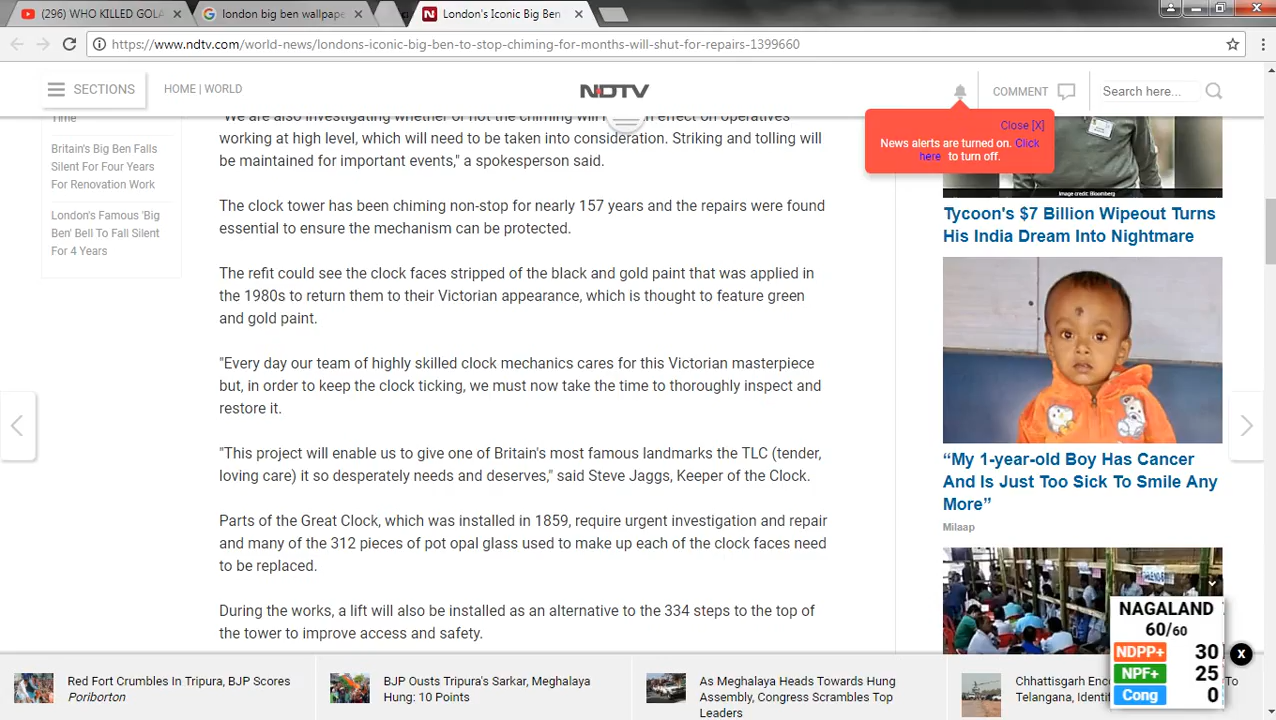 (296) WHO KILLED GOLA
london big ben wallpape
London's Iconic Big Ben
https://www.ndtv.com/world-news/londons-iconic-big-ben-to-stop-chiming-for-months-will-shut-for-repairs-1399660
SECTIONS
HOME | WORLD
NDTV
COMMENT
Search here...
Close [X]
News alerts are turned on. Click
here to turn off.
Time
Britain's Big Ben Falls
Silent For Four Years
For Renovation Work
London's Famous 'Big
Ben' Bell To Fall Silent
For 4 Years
"We are also investigating whether or not the chiming will
effect on operatives
working at high level, which will need to be taken into consideration. Striking and tolling will
be maintained for important events," a spokesperson said.
The clock tower has been chiming non-stop for nearly 157 years and the repairs were found
essential to ensure the mechanism can be protected.
The refit could see the clock faces stripped of the black and gold paint that was applied in
the 1980s to return them to their Victorian appearance, which is thought to feature green
and gold paint.
"Every day our team of highly skilled clock mechanics cares for this Victorian masterpiece
but, in order to keep the clock ticking, we must now take the time to thoroughly inspect and
restore it.
"This project will enable us to give one of Britain's most famous landmarks the TLC (tender,
loving care) it so desperately needs and deserves," said Steve Jaggs, Keeper of the Clock.
Parts of the Great Clock, which was installed in 1859, require urgent investigation and repair
and many of the 312 pieces of pot opal glass used to make up each of the clock faces need
to be replaced.
During the works, a lift will also be installed as an alternative to the 334 steps to the top of
the tower to improve access and safety.
Image credit: Bloomberg
Tycoon's $7 Billion Wipeout Turns
His India Dream Into Nightmare
“My 1-year-old Boy Has Cancer
And Is Just Too Sick To Smile Any
More”
Milaap
NAGALAND
60/60
NDPP+ 30
NPF+ 25
Cong 0
X
Red Fort Crumbles In Tripura, BJP Scores
Poriborton
BJP Outs Tripura's Sarkar, Meghalaya
Hung: 10 Points
As Meghalaya Heads Towards Hung
Assembly, Congress Scrambles Top
Leaders
Chhattisgarh Enc
To
Telangana, Identif